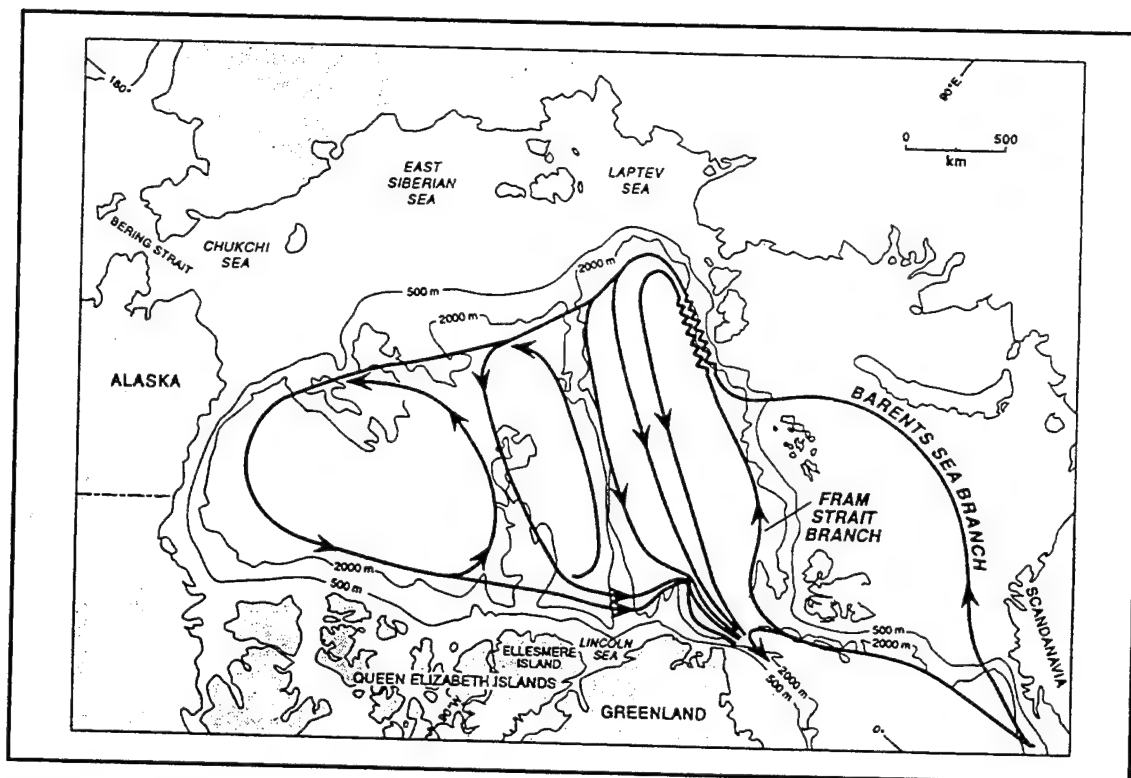 180°
90°E
0 500
km
EAST
SIBERIAN
SEA
LAPTEV
SEA
BERING STRAIT
CHUKCHI
SEA
2000 m
500 m
2000 m
ALASKA
BARENTS SEA BRANCH
FRAM
STRAIT
BRANCH
SCANDANAVIA
2000 m
500 m
500 m
2000 m
LINCOLN
SEA
ELLESMERE
ISLAND
QUEEN ELIZABETH ISLANDS
90°W
GREENLAND
2000 m
500 m
0°